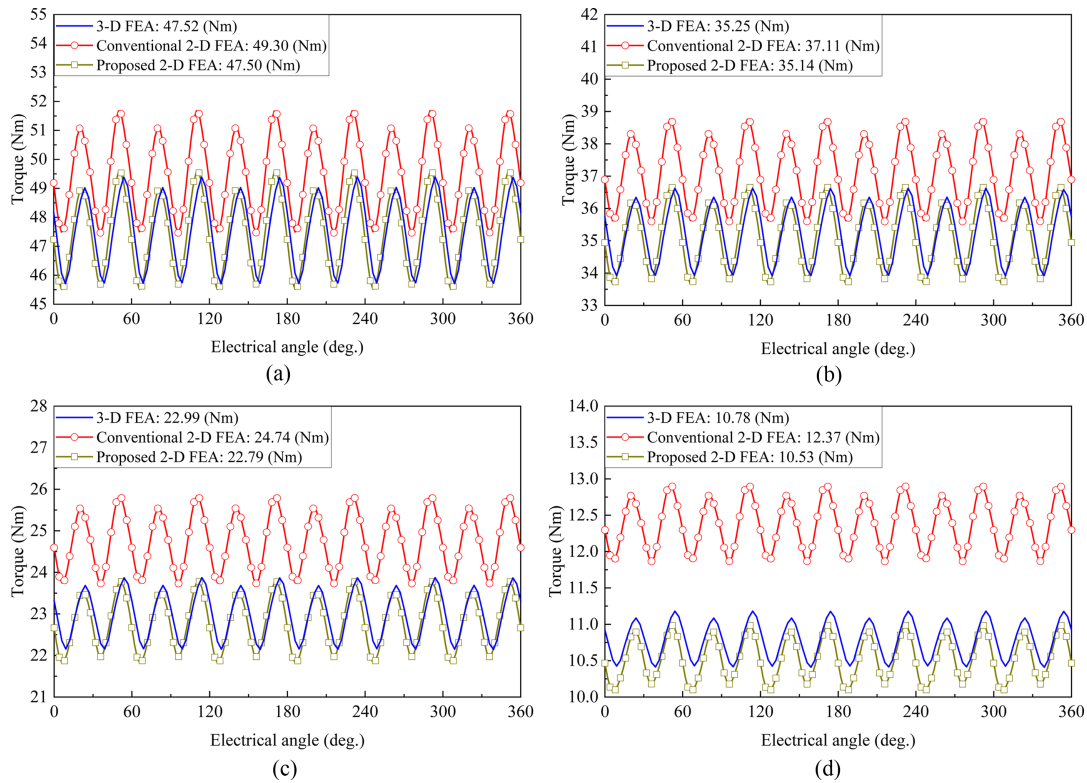 3-D FEA: 47.52 (Nm)
Conventional 2-D FEA: 49.30 (Nm)
Proposed 2-D FEA: 47.50 (Nm)
55
54
53
52
51
50
49
48
47
46
45
Torque (Nm)
0 60 120 180 240 300 360
Electrical angle (deg.)
(a)
3-D FEA: 35.25 (Nm)
Conventional 2-D FEA: 37.11 (Nm)
Proposed 2-D FEA: 35.14 (Nm)
42
41
40
39
38
37
36
35
34
33
Torque (Nm)
0 60 120 180 240 300 360
Electrical angle (deg.)
(b)
3-D FEA: 22.99 (Nm)
Conventional 2-D FEA: 24.74 (Nm)
Proposed 2-D FEA: 22.79 (Nm)
28
27
26
25
24
23
22
21
Torque (Nm)
0 60 120 180 240 300 360
Electrical angle (deg.)
(c)
3-D FEA: 10.78 (Nm)
Conventional 2-D FEA: 12.37 (Nm)
Proposed 2-D FEA: 10.53 (Nm)
14.0
13.5
13.0
12.5
12.0
11.5
11.0
10.5
10.0
Torque (Nm)
0 60 120 180 240 300 360
Electrical angle (deg.)
(d)